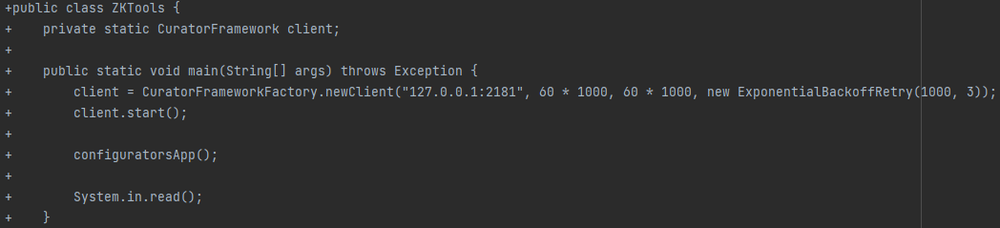 +public class ZKTools {
+    private static CuratorFramework client;
+
+    public static void main(String[] args) throws Exception {
+        client = CuratorFrameworkFactory.newClient("127.0.0.1:2181", 60 * 1000, 60 * 1000, new ExponentialBackoffRetry(1000, 3));
+        client.start();
+
+        configuratorsApp();
+
+        System.in.read();
+    }